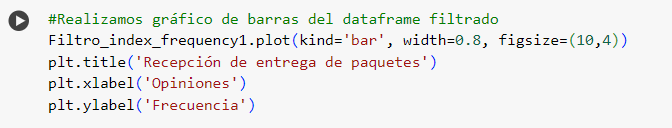 #Realizamos gráfico de barras del dataframe filtrado
Filtro_index_frequency1.plot(kind='bar', width=0.8, figsize=(10,4))
plt.title('Recepción de entrega de paquetes')
plt.xlabel('Opiniones')
plt.ylabel('Frecuencia')